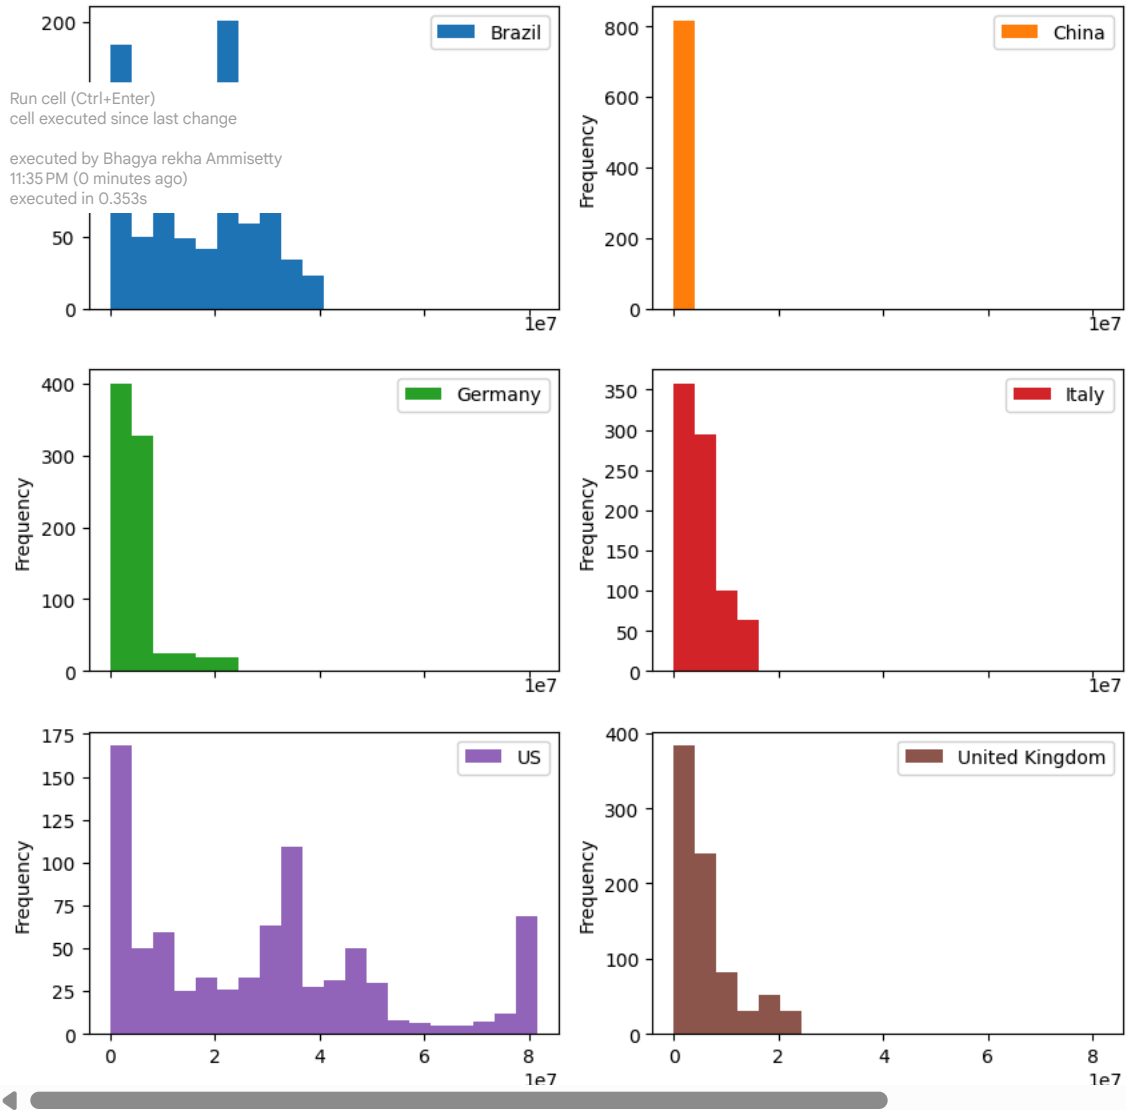 200
Brazil
Run cell (Ctrl+Enter)
cell executed since last change
executed by Bhagya rekha Ammisetty
11:35 PM (0 minutes ago)
executed in 0.353s
50
0
1e7
800
China
600
400
200
0
Frequency
1e7
400
Germany
300
200
100
0
Frequency
1e7
350
Italy
300
250
200
150
100
50
0
Frequency
1e7
175
US
150
125
100
75
50
25
0
Frequency
0 2 4 6 8
1e7
400
United Kingdom
300
200
100
0
Frequency
0 2 4 6 8
1e7